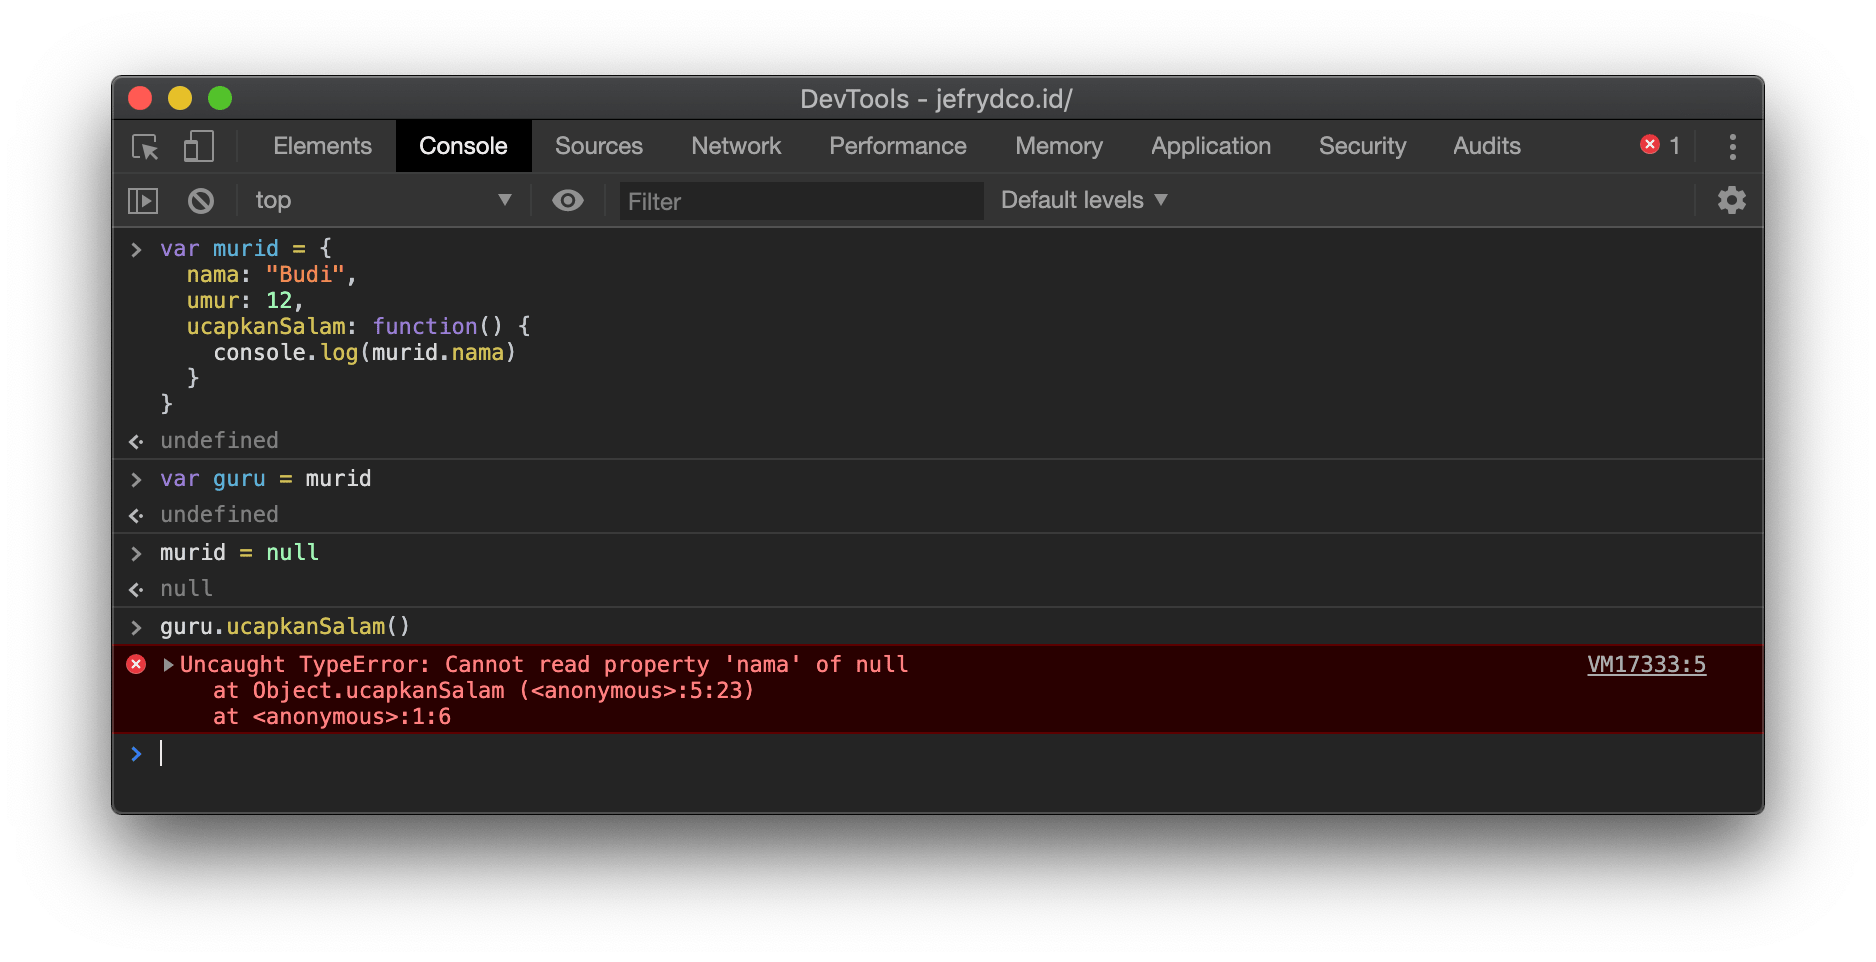 DevTools - jefrydco.id/
Elements Console Sources Network Performance Memory Application Security Audits 1
top Filter Default levels
> var murid = {
nama: "Budi",
umur: 12,
ucapkanSalam: function() {
console.log(murid.nama)
}
}
undefined
> var guru = murid
undefined
> murid = null
null
> guru.ucapkanSalam()
Uncaught TypeError: Cannot read property 'nama' of null VM17333:5
at Object.ucapkanSalam (<anonymous>:5:23)
at <anonymous>:1:6
>